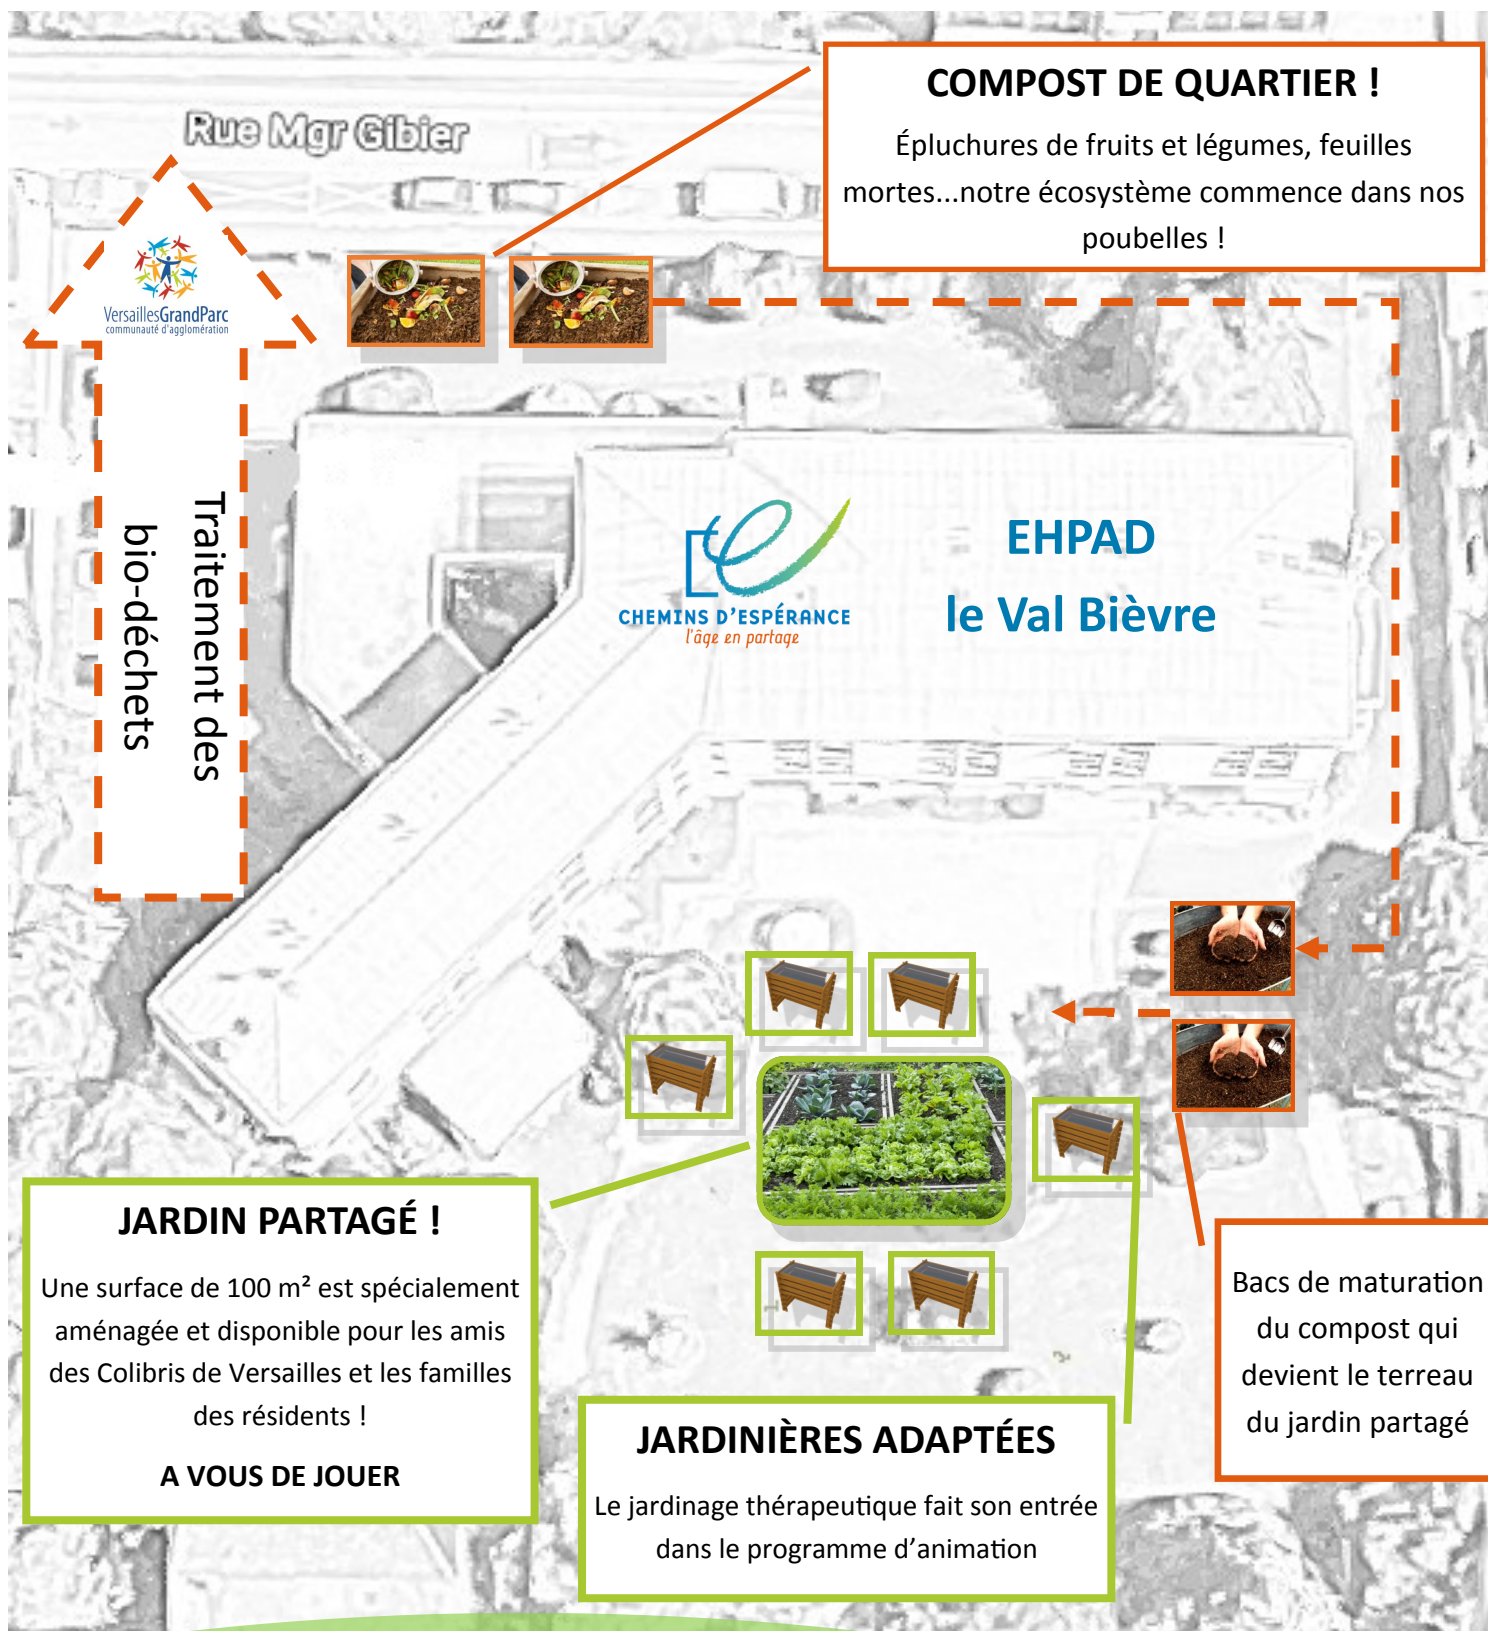 COMPOST DE QUARTIER !
Épluchures de fruits et légumes, feuilles
mortes...notre écosystème commence dans nos
poubelles !
Rue Mgr Gibier
VersaillesGrandParc
communauté d'agglomération
Traitement des
bio-déchets
CHEMINS D'ESPÉRANCE
l'âge en partage
EHPAD
le Val Bièvre
JARDIN PARTAGÉ !
Une surface de 100 m² est spécialement
aménagée et disponible pour les amis
des Colibris de Versailles et les familles
des résidents !
A VOUS DE JOUER
JARDINIÈRES ADAPTÉES
Le jardinage thérapeutique fait son entrée
dans le programme d’animation
Bacs de maturation
du compost qui
devient le terreau
du jardin partagé